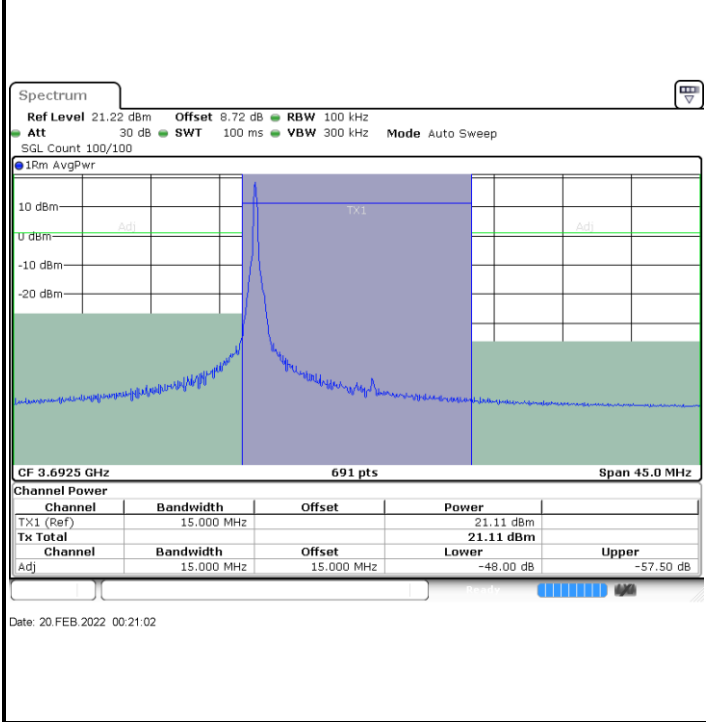 Spectrum
Ref Level 21.22 dBm Offset 8.72 dB RBW 100 kHz
Att 30 dB SWT 100 ms VBW 300 kHz Mode Auto Sweep
SGL Count 100/100
1Rm AvgPwr
10 dBm
TX1
Adj Adj
0 dBm
-10 dBm
-20 dBm
CF 3.6925 GHz 691 pts Span 45.0 MHz
Channel Power
Channel Bandwidth Offset Power
TX1 (Ref) 15.000 MHz 21.11 dBm
Tx Total 21.11 dBm
Channel Bandwidth Offset Lower Upper
Adj 15.000 MHz 15.000 MHz -48.00 dB -57.50 dB
Ready
Date: 20.FEB.2022 00:21:02